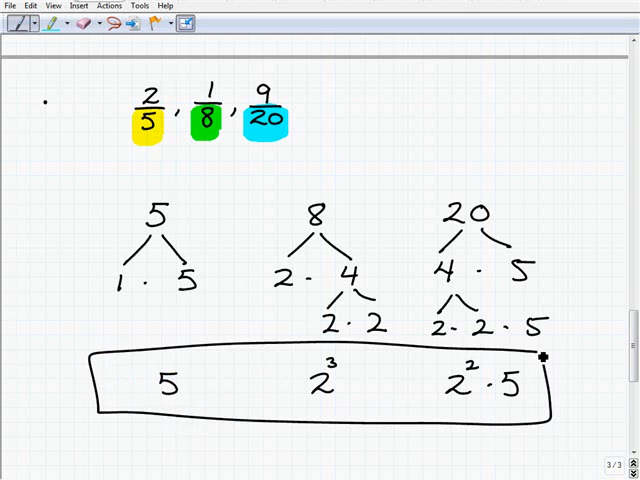 File Edit View Insert Actions Tools Help
2/5, 1/8, 9/20
5 8 20
1 · 5 2 · 4 4 · 5
2 · 2 2 · 2 · 5
5 2³ 2² · 5
3/3